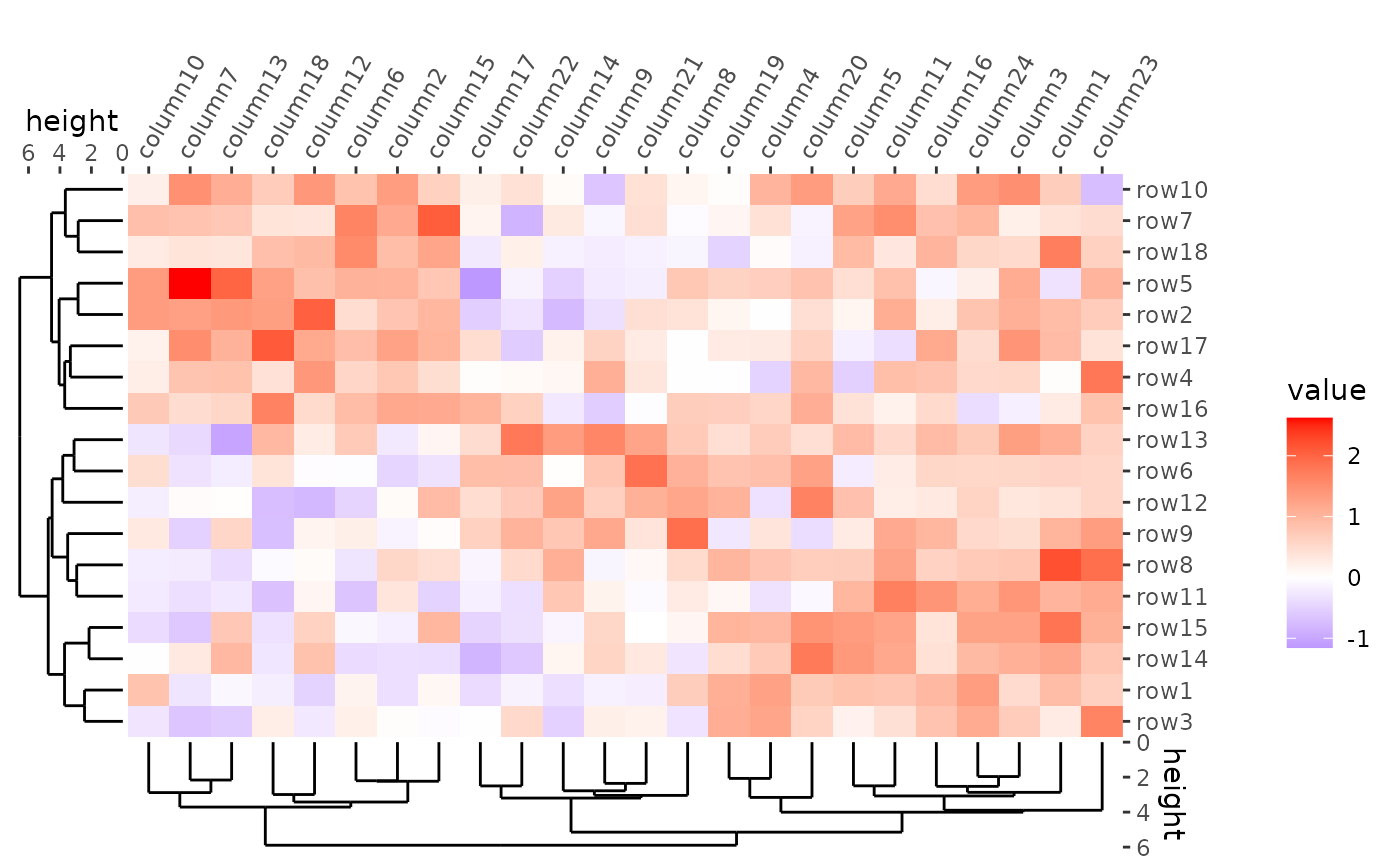 column10
column7
column13
column18
column12
column6
column2
column15
column17
column22
column14
column9
column21
column8
column19
column4
column20
column5
column11
column16
column24
column3
column1
column23
height
6 4 2 0
row10
row7
row18
row5
row2
row17
row4
row16
row13
row6
row12
row9
row8
row11
row15
row14
row1
row3
value
2
1
0
-1
0
2
4
6
height